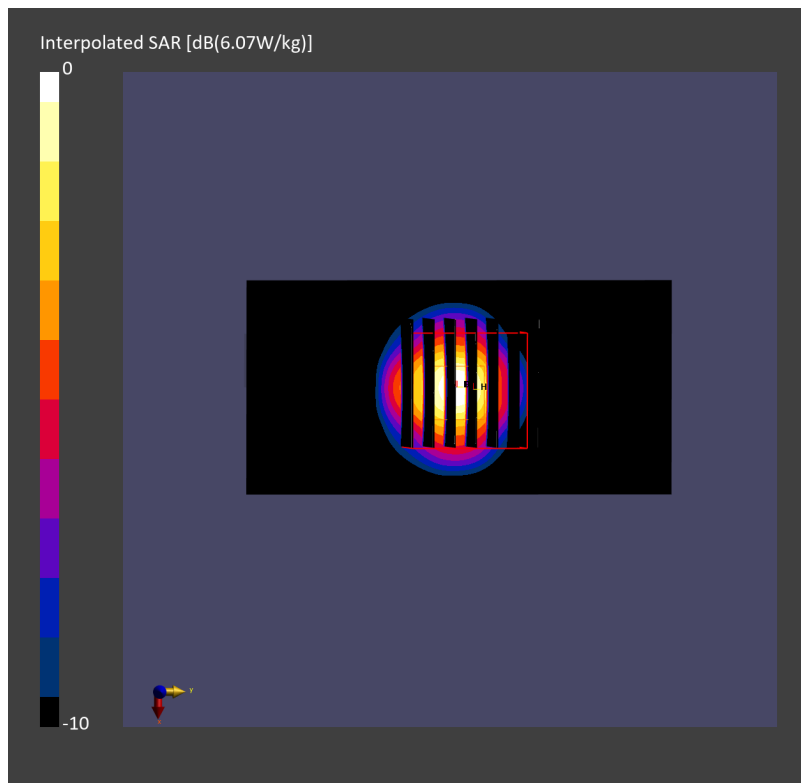 Interpolated SAR [dB(6.07W/kg)]
0
H
-10
Y
X